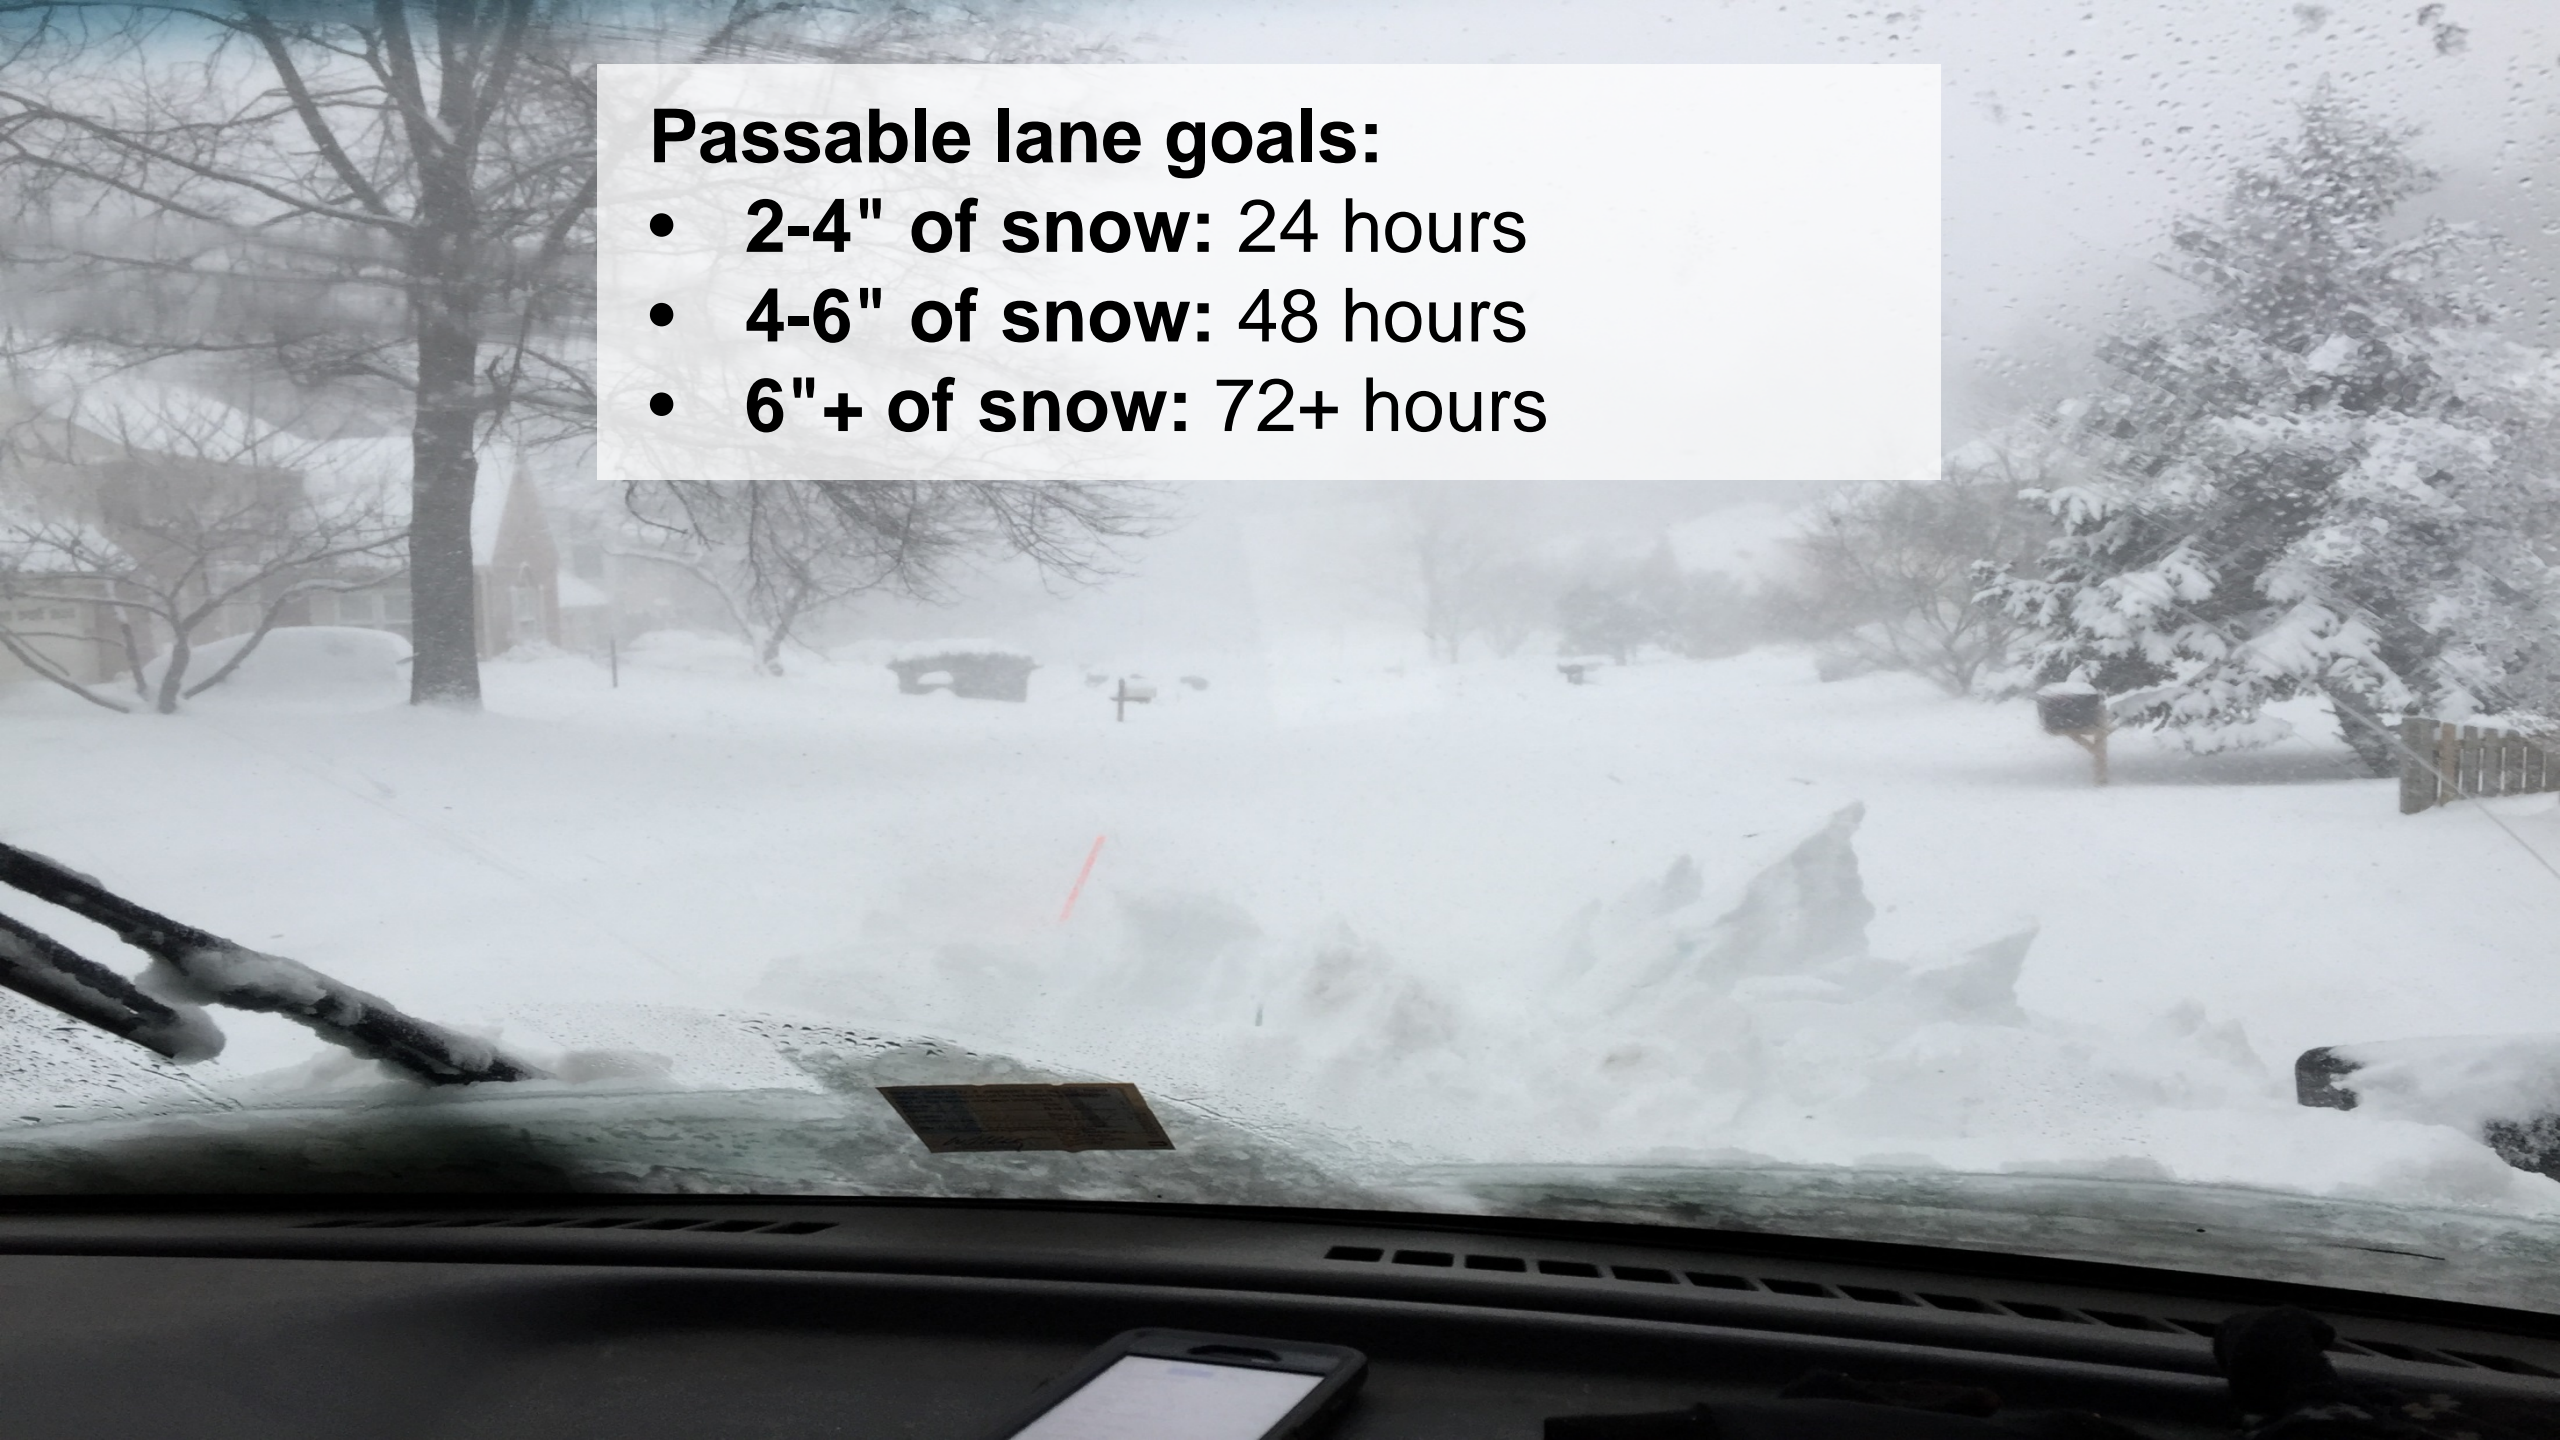 Passable lane goals:
• 2-4" of snow: 24 hours
• 4-6" of snow: 48 hours
• 6"+ of snow: 72+ hours